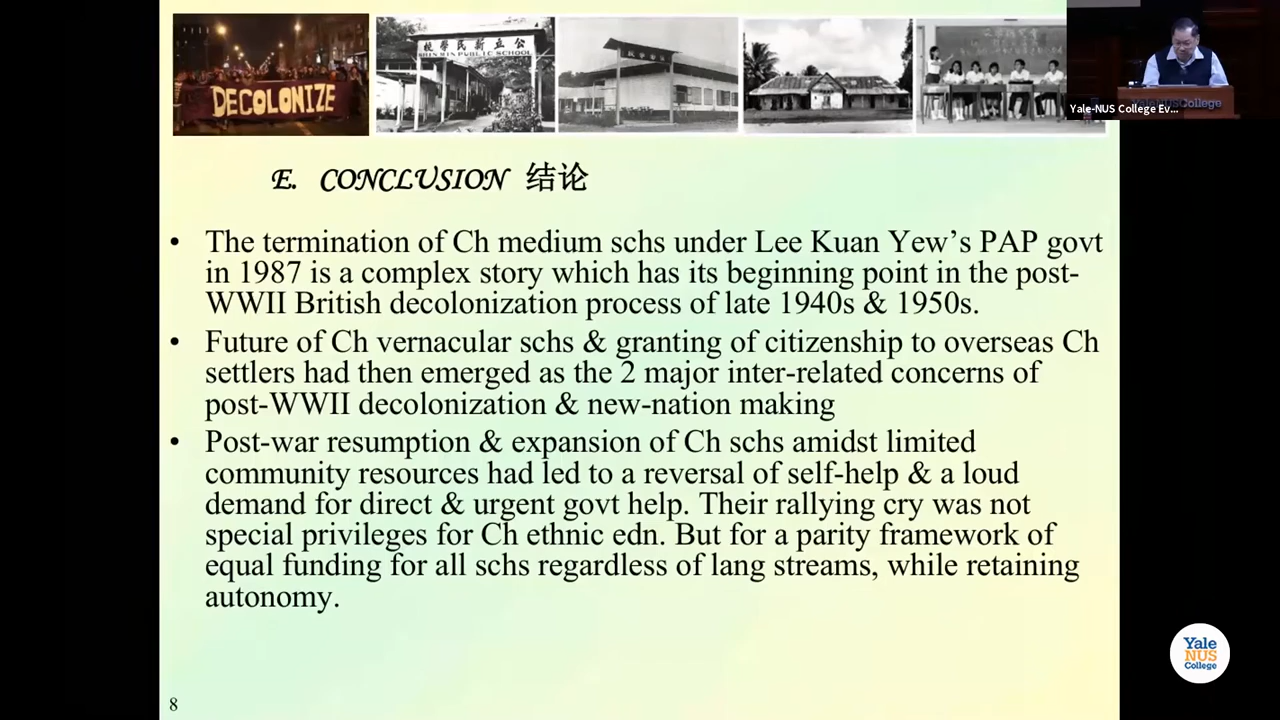 DECOLONIZE
校學民新立公
SHIN MIN PUBLIC SCHOOL
Yale-NUS College Ev...
E. CONCLUSION 结论
• The termination of Ch medium schs under Lee Kuan Yew's PAP govt
in 1987 is a complex story which has its beginning point in the post-
WWII British decolonization process of late 1940s & 1950s.
• Future of Ch vernacular schs & granting of citizenship to overseas Ch
settlers had then emerged as the 2 major inter-related concerns of
post-WWII decolonization & new-nation making
• Post-war resumption & expansion of Ch schs amidst limited
community resources had led to a reversal of self-help & a loud
demand for direct & urgent govt help. Their rallying cry was not
special privileges for Ch ethnic edn. But for a parity framework of
equal funding for all schs regardless of lang streams, while retaining
autonomy.
8
Yale
NUS
College